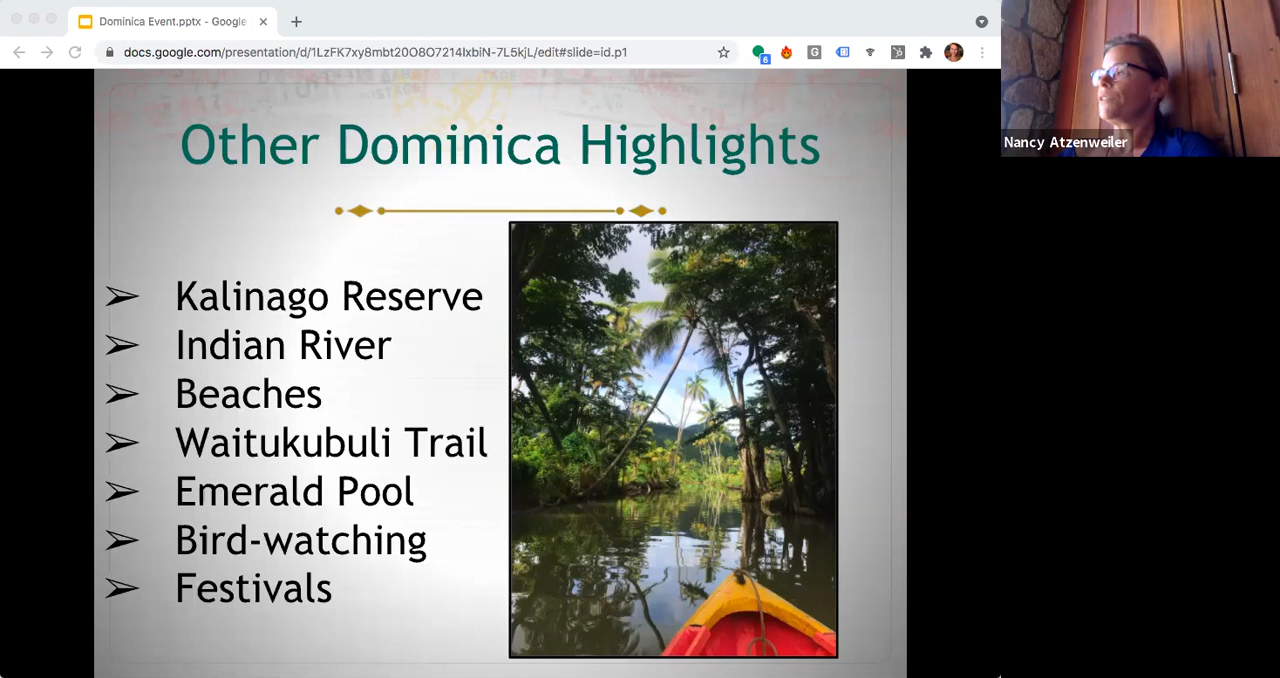 Dominica Event.pptx - Google
docs.google.com/presentation/d/1LzFK7xy8mbt20O8O7214IxbiN-7L5kjL/edit#slide=id.p1
6
G
Nancy Atzenweiler
Other Dominica Highlights
➢ Kalinago Reserve
➢ Indian River
➢ Beaches
➢ Waitukubuli Trail
➢ Emerald Pool
➢ Bird-watching
➢ Festivals